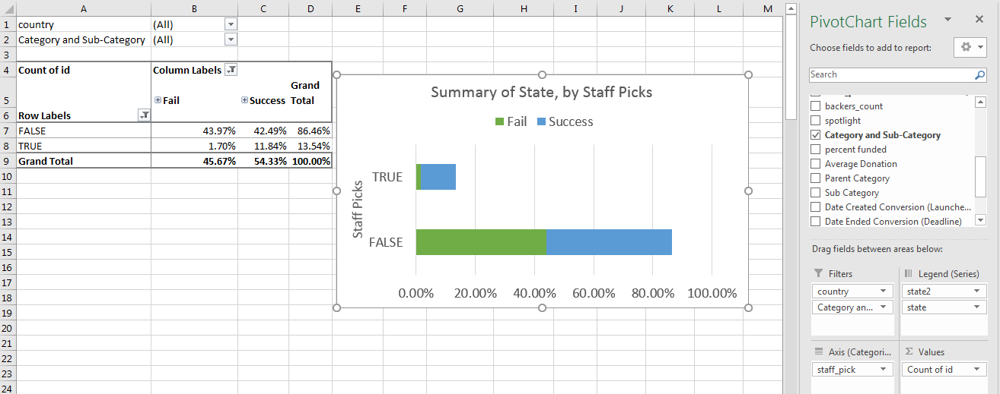 A B C D E F G H I J K L M
1 country (All)
2 Category and Sub-Category (All)
3
4 Count of id Column Labels
5 Fail Success Grand Total
6 Row Labels
7 FALSE 43.97% 42.49% 86.46%
8 TRUE 1.70% 11.84% 13.54%
9 Grand Total 45.67% 54.33% 100.00%
10
11
12
13
14
15
16
17
18
19
20
21
22
23
24
Summary of State, by Staff Picks
Fail Success
TRUE
FALSE
Staff Picks
0.00% 20.00% 40.00% 60.00% 80.00% 100.00%
PivotChart Fields
Choose fields to add to report:
Search
backers_count
spotlight
Category and Sub-Category
percent funded
Average Donation
Parent Category
Sub Category
Date Created Conversion (Launche...
Date Ended Conversion (Deadline)
Drag fields between areas below:
Filters
country
Category an...
Legend (Series)
state2
state
Axis (Categori...
staff_pick
Σ Values
Count of id